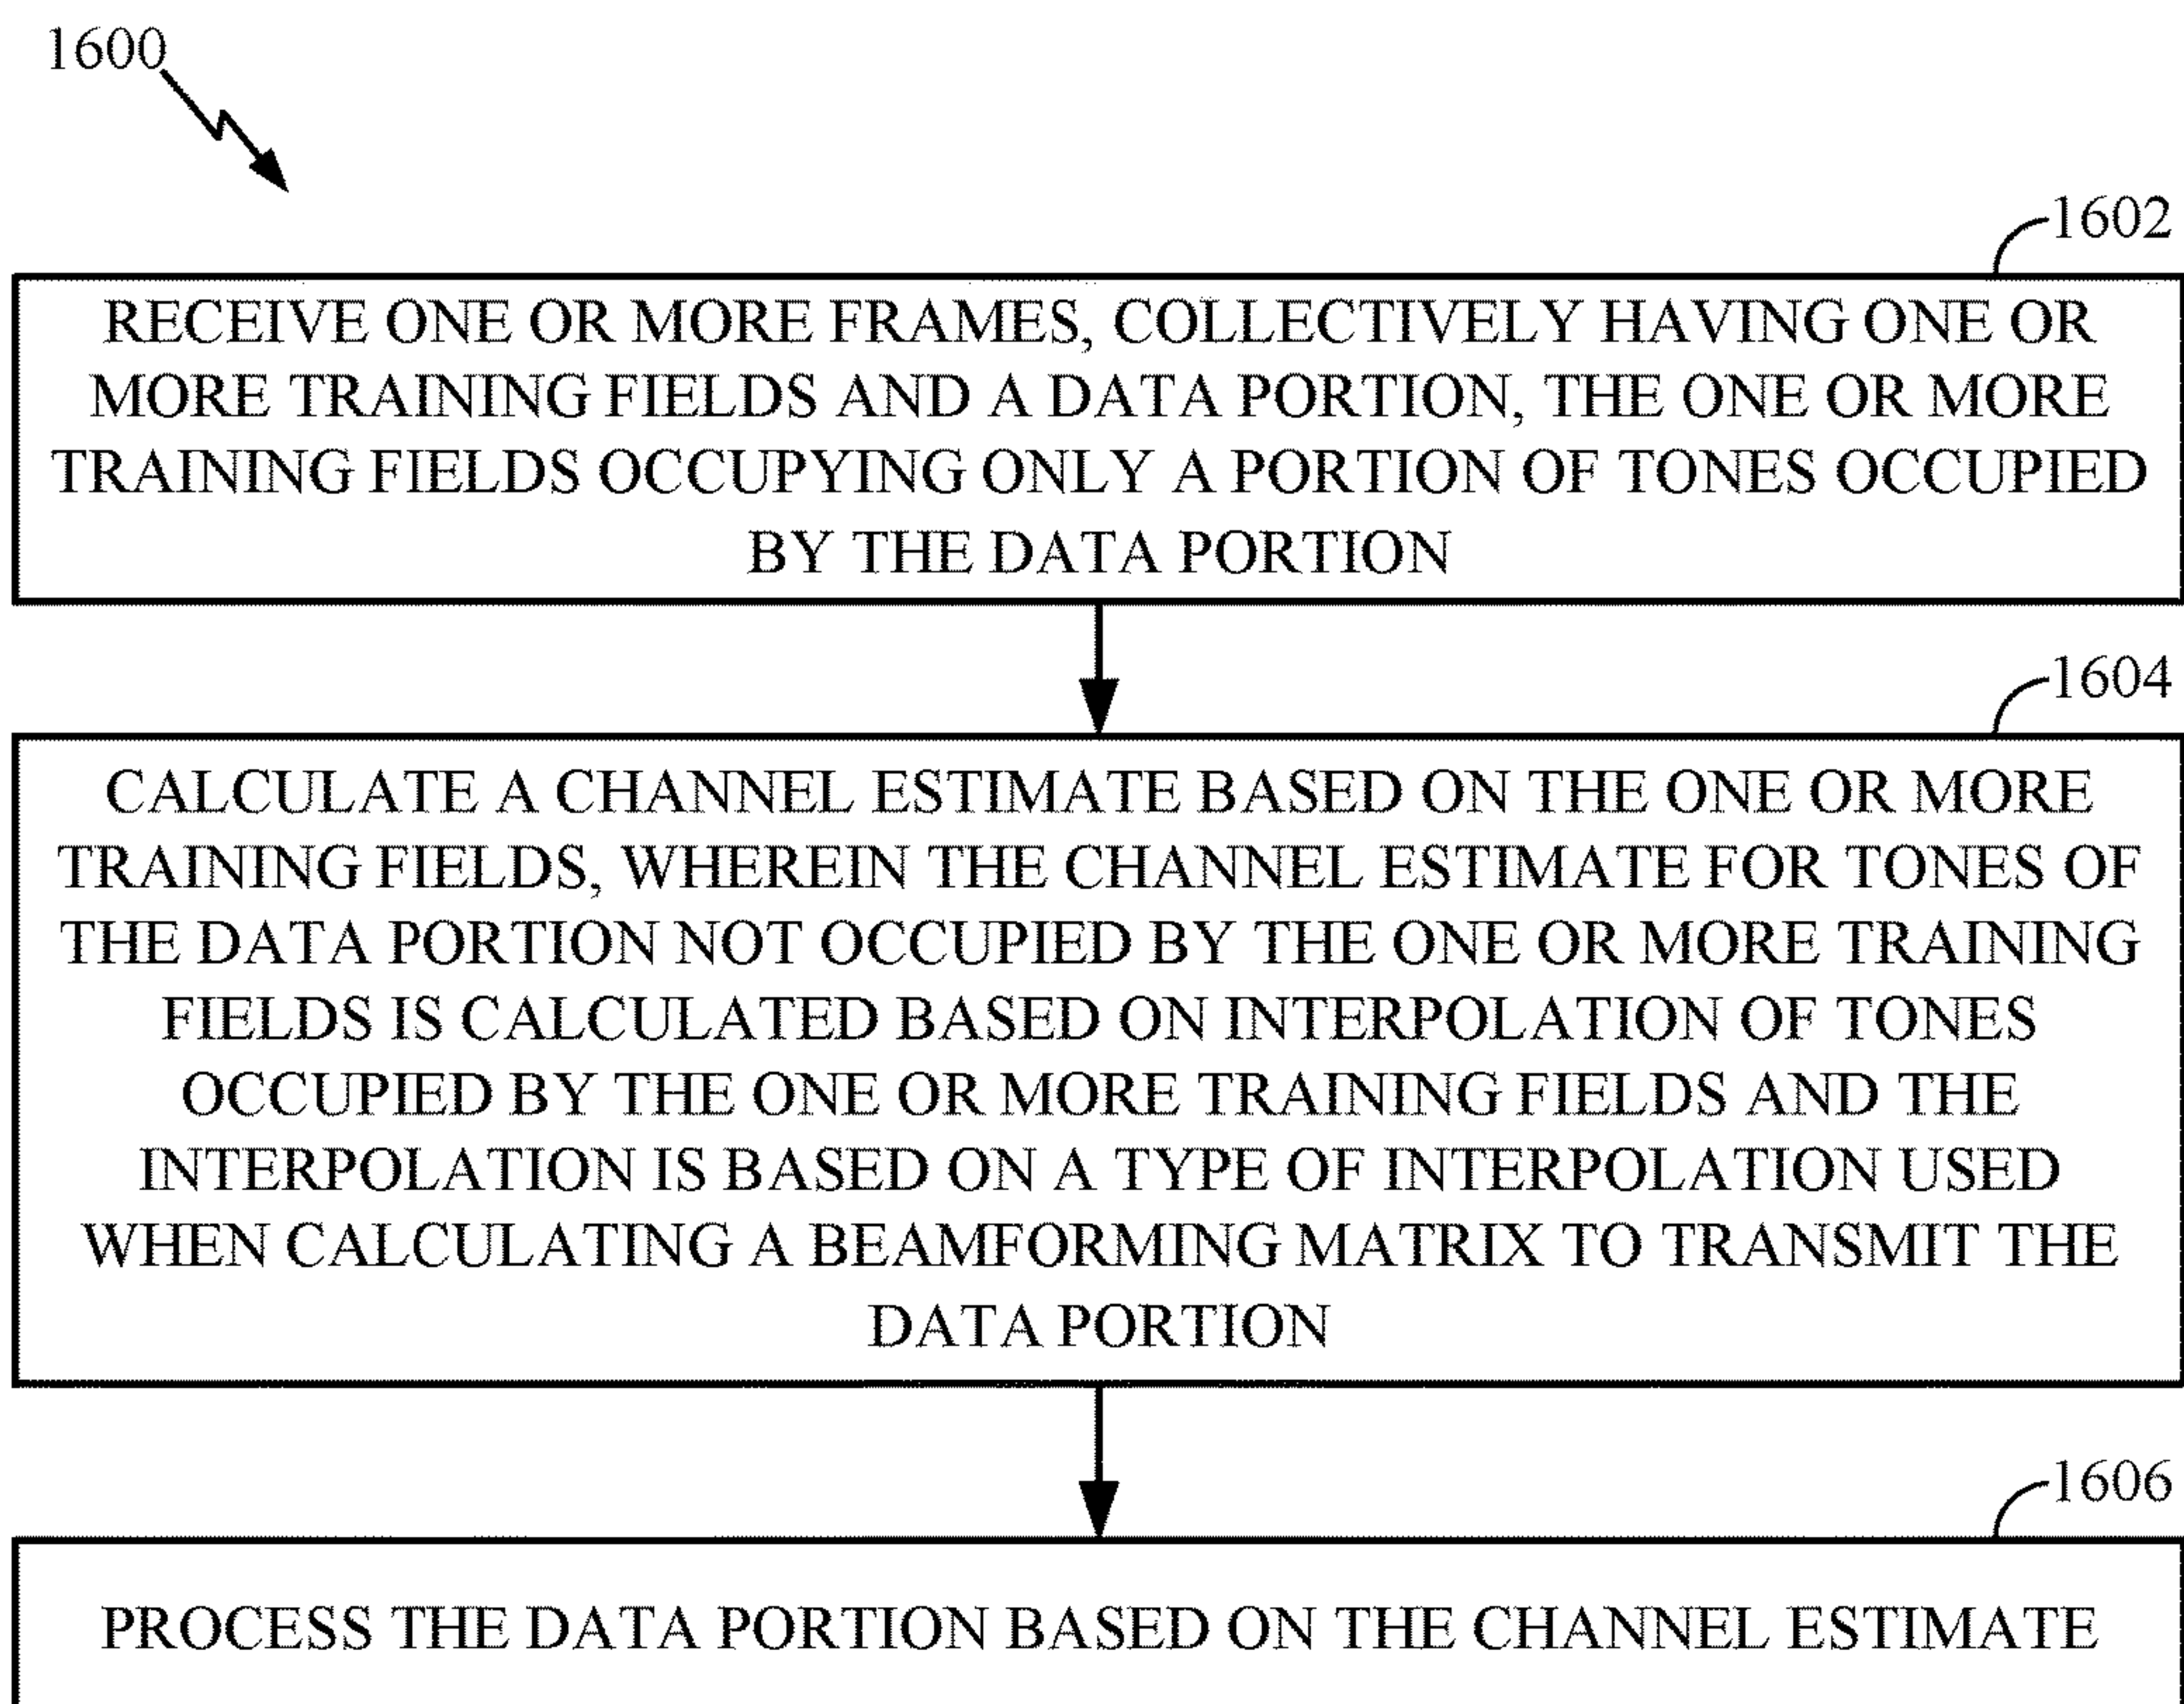 1600
1602
RECEIVE ONE OR MORE FRAMES, COLLECTIVELY HAVING ONE OR
MORE TRAINING FIELDS AND A DATA PORTION, THE ONE OR MORE
TRAINING FIELDS OCCUPYING ONLY A PORTION OF TONES OCCUPIED
BY THE DATA PORTION
1604
CALCULATE A CHANNEL ESTIMATE BASED ON THE ONE OR MORE
TRAINING FIELDS, WHEREIN THE CHANNEL ESTIMATE FOR TONES OF
THE DATA PORTION NOT OCCUPIED BY THE ONE OR MORE TRAINING
FIELDS IS CALCULATED BASED ON INTERPOLATION OF TONES
OCCUPIED BY THE ONE OR MORE TRAINING FIELDS AND THE
INTERPOLATION IS BASED ON A TYPE OF INTERPOLATION USED
WHEN CALCULATING A BEAMFORMING MATRIX TO TRANSMIT THE
DATA PORTION
1606
PROCESS THE DATA PORTION BASED ON THE CHANNEL ESTIMATE